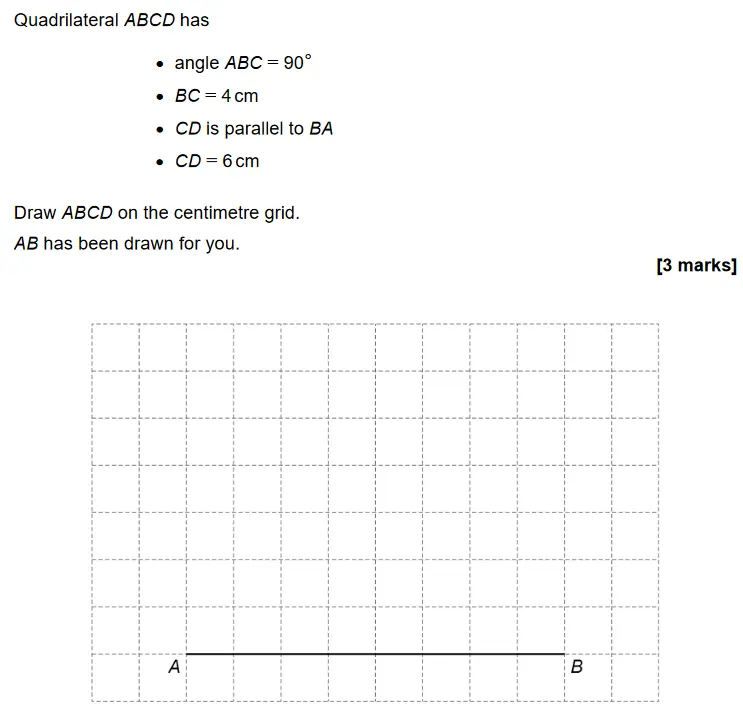 Quadrilateral ABCD has
• angle ABC = 90°
• BC = 4 cm
• CD is parallel to BA
• CD = 6 cm
Draw ABCD on the centimetre grid.
AB has been drawn for you.
[3 marks]
A B